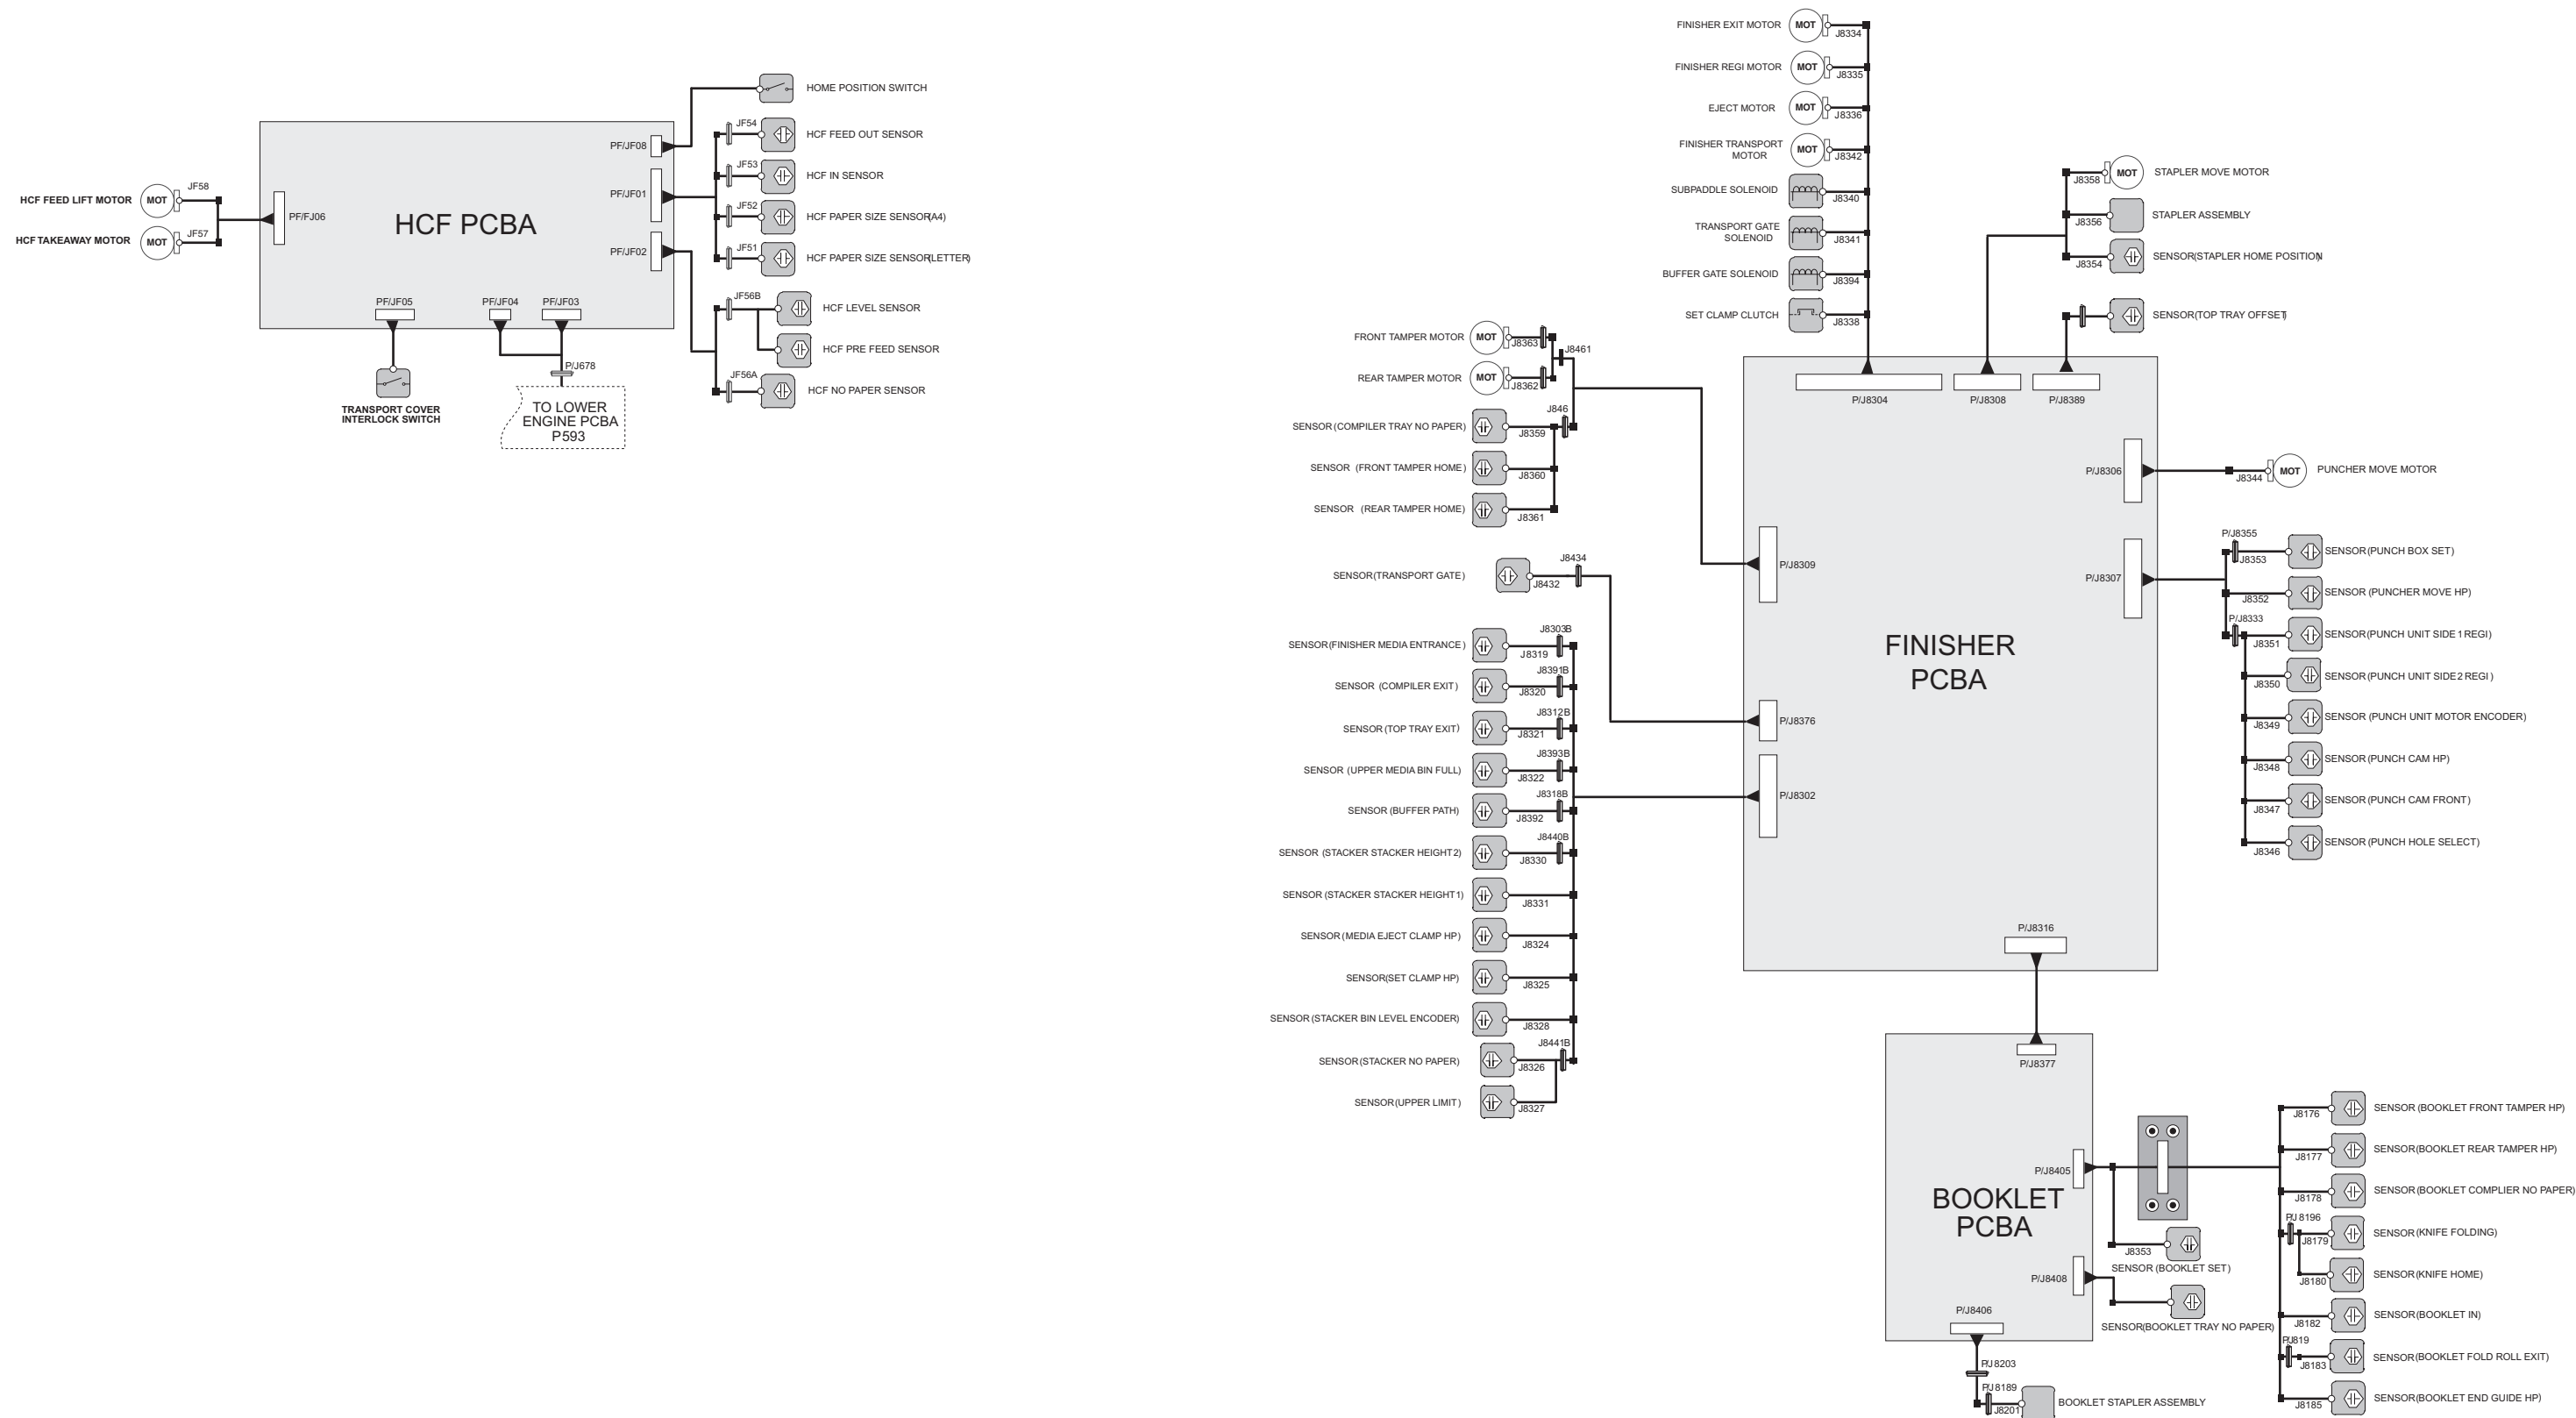 HOME POSITION SWITCH
JF54
HCF FEED OUT SENSOR
PF/JF08
JF53
HCF IN SENSOR
PF/JF01
JF58
HCF FEED LIFT MOTOR
MOT
PF/FJ06
HCF PCBA
JF52
HCF PAPER SIZE SENSOR(A4)
JF57
HCF TAKEAWAY MOTOR
MOT
PF/JF02
JF51
HCF PAPER SIZE SENSOR(LETTER)
PF/JF05
PF/JF04
PF/JF03
JF56B
HCF LEVEL SENSOR
HCF PRE FEED SENSOR
P/J678
JF56A
HCF NO PAPER SENSOR
TRANSPORT COVER
INTERLOCK SWITCH
TO LOWER
ENGINE PCBA
P593
FINISHER EXIT MOTOR
MOT
J8334
FINISHER REGI MOTOR
MOT
J8335
EJECT MOTOR
MOT
J8336
FINISHER TRANSPORT
MOTOR
MOT
J8342
SUBPADDLE SOLENOID
J8340
TRANSPORT GATE
SOLENOID
J8341
BUFFER GATE SOLENOID
J8394
SET CLAMP CLUTCH
J8338
J8358
MOT
STAPLER MOVE MOTOR
J8356
STAPLER ASSEMBLY
J8354
SENSOR(STAPLER HOME POSITION)
SENSOR(TOP TRAY OFFSET)
FRONT TAMPER MOTOR
MOT
J8363
J8461
REAR TAMPER MOTOR
MOT
J8362
J846
SENSOR (COMPILER TRAY NO PAPER)
J8359
SENSOR (FRONT TAMPER HOME)
J8360
SENSOR (REAR TAMPER HOME)
J8361
J8434
SENSOR(TRANSPORT GATE)
J8432
J8303B
SENSOR(FINISHER MEDIA ENTRANCE)
J8319
J8391B
SENSOR (COMPILER EXIT)
J8320
J8312B
SENSOR (TOP TRAY EXIT)
J8321
J8393B
SENSOR (UPPER MEDIA BIN FULL)
J8322
J8318B
SENSOR (BUFFER PATH)
J8392
J8440B
SENSOR (STACKER STACKER HEIGHT2)
J8330
SENSOR (STACKER STACKER HEIGHT1)
J8331
SENSOR (MEDIA EJECT CLAMP HP)
J8324
SENSOR(SET CLAMP HP)
J8325
SENSOR (STACKER BIN LEVEL ENCODER)
J8328
J8441B
SENSOR (STACKER NO PAPER)
J8326
SENSOR(UPPER LIMIT)
J8327
P/J8304
P/J8308
P/J8389
P/J8306
J8344
MOT
PUNCHER MOVE MOTOR
P/J8309
P/J8307
P/J8376
P/J8302
FINISHER
PCBA
P/J8316
P/J8355
J8353
SENSOR (PUNCH BOX SET)
J8352
SENSOR (PUNCHER MOVE HP)
P/J8333
J8351
SENSOR (PUNCH UNIT SIDE 1 REGI)
J8350
SENSOR (PUNCH UNIT SIDE2 REGI)
J8349
SENSOR (PUNCH UNIT MOTOR ENCODER)
J8348
SENSOR (PUNCH CAM HP)
J8347
SENSOR (PUNCH CAM FRONT)
J8346
SENSOR (PUNCH HOLE SELECT)
P/J8377
P/J8405
BOOKLET
PCBA
P/J8408
P/J8406
J8353
SENSOR (BOOKLET SET)
SENSOR(BOOKLET TRAY NO PAPER)
P/J8203
P/J8189
J8201
BOOKLET STAPLER ASSEMBLY
J8176
SENSOR (BOOKLET FRONT TAMPER HP)
J8177
SENSOR (BOOKLET REAR TAMPER HP)
J8178
SENSOR (BOOKLET COMPLIER NO PAPER)
P/J 8196
J8179
SENSOR (KNIFE FOLDING)
J8180
SENSOR (KNIFE HOME)
J8182
SENSOR (BOOKLET IN)
P/J819
J8183
SENSOR (BOOKLET FOLD ROLL EXIT)
J8185
SENSOR (BOOKLET END GUIDE HP)